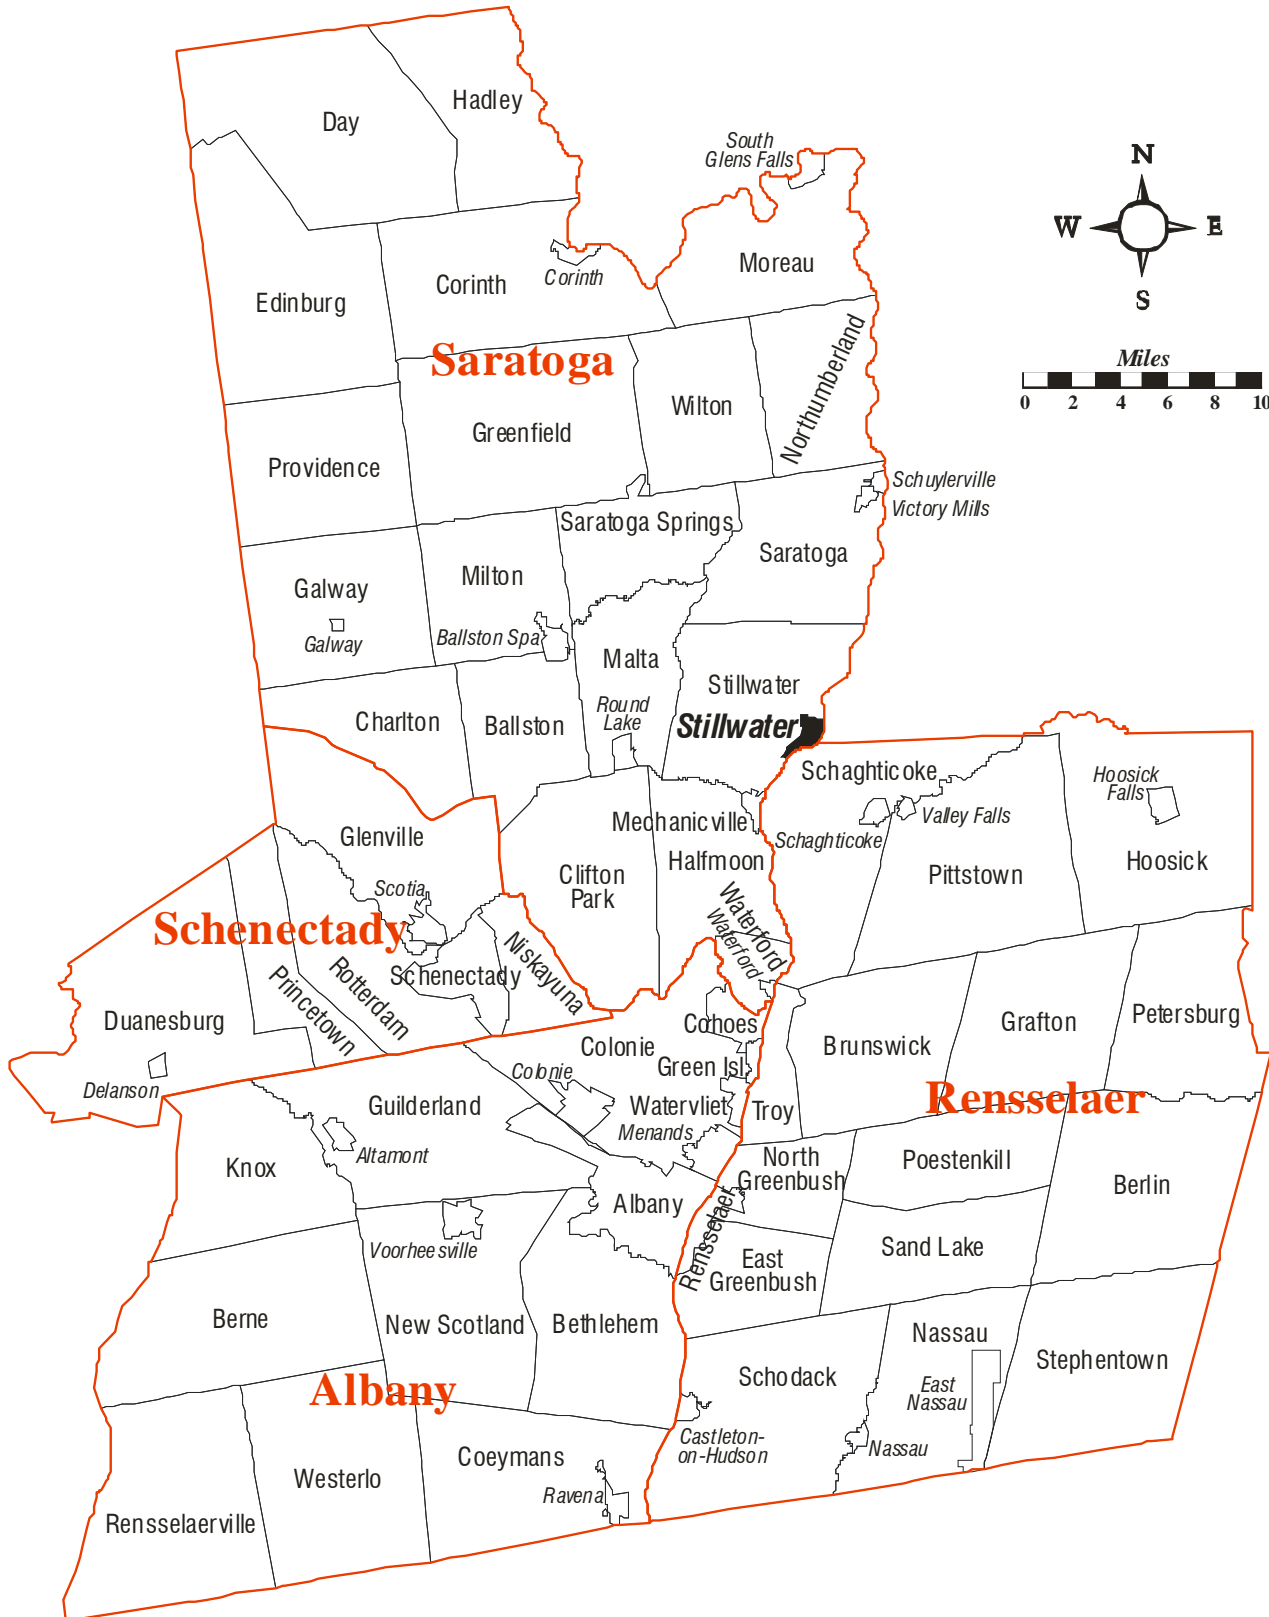 Hadley
Day
South
Glens Falls
N
W
E
S
Moreau
Corinth
Corinth
Edinburg
Miles
0 2 4 6 8 10
Saratoga
Northumberland
Wilton
Greenfield
Providence
Schuylerville
Victory Mills
Saratoga Springs
Saratoga
Milton
Galway
Galway
Ballston Spa
Malta
Stillwater
Round
Lake
Stillwater
Charlton
Ballston
Schaghticoke
Hoosick
Falls
Valley Falls
Mechanicville
Schaghticoke
Glenville
Halfmoon
Hoosick
Clifton
Park
Pittstown
Scotia
Waterford
Waterford
Schenectady
Niskayuna
Schenectady
Rotterdam
Princetown
Duanesburg
Cohoes
Grafton
Petersburg
Colonie
Brunswick
Green Isl.
Colonie
Delanson
Rensselaer
Guilderland
Watervliet
Troy
Menands
Altamont
North
Greenbush
Poestenkill
Knox
Berlin
Albany
Rensselaer
Voorheesville
Sand Lake
East
Greenbush
Berne
New Scotland
Bethlehem
Nassau
Stephentown
Schodack
Albany
East
Nassau
Castleton-
on-Hudson
Nassau
Coeymans
Westerlo
Ravena
Rensselaerville